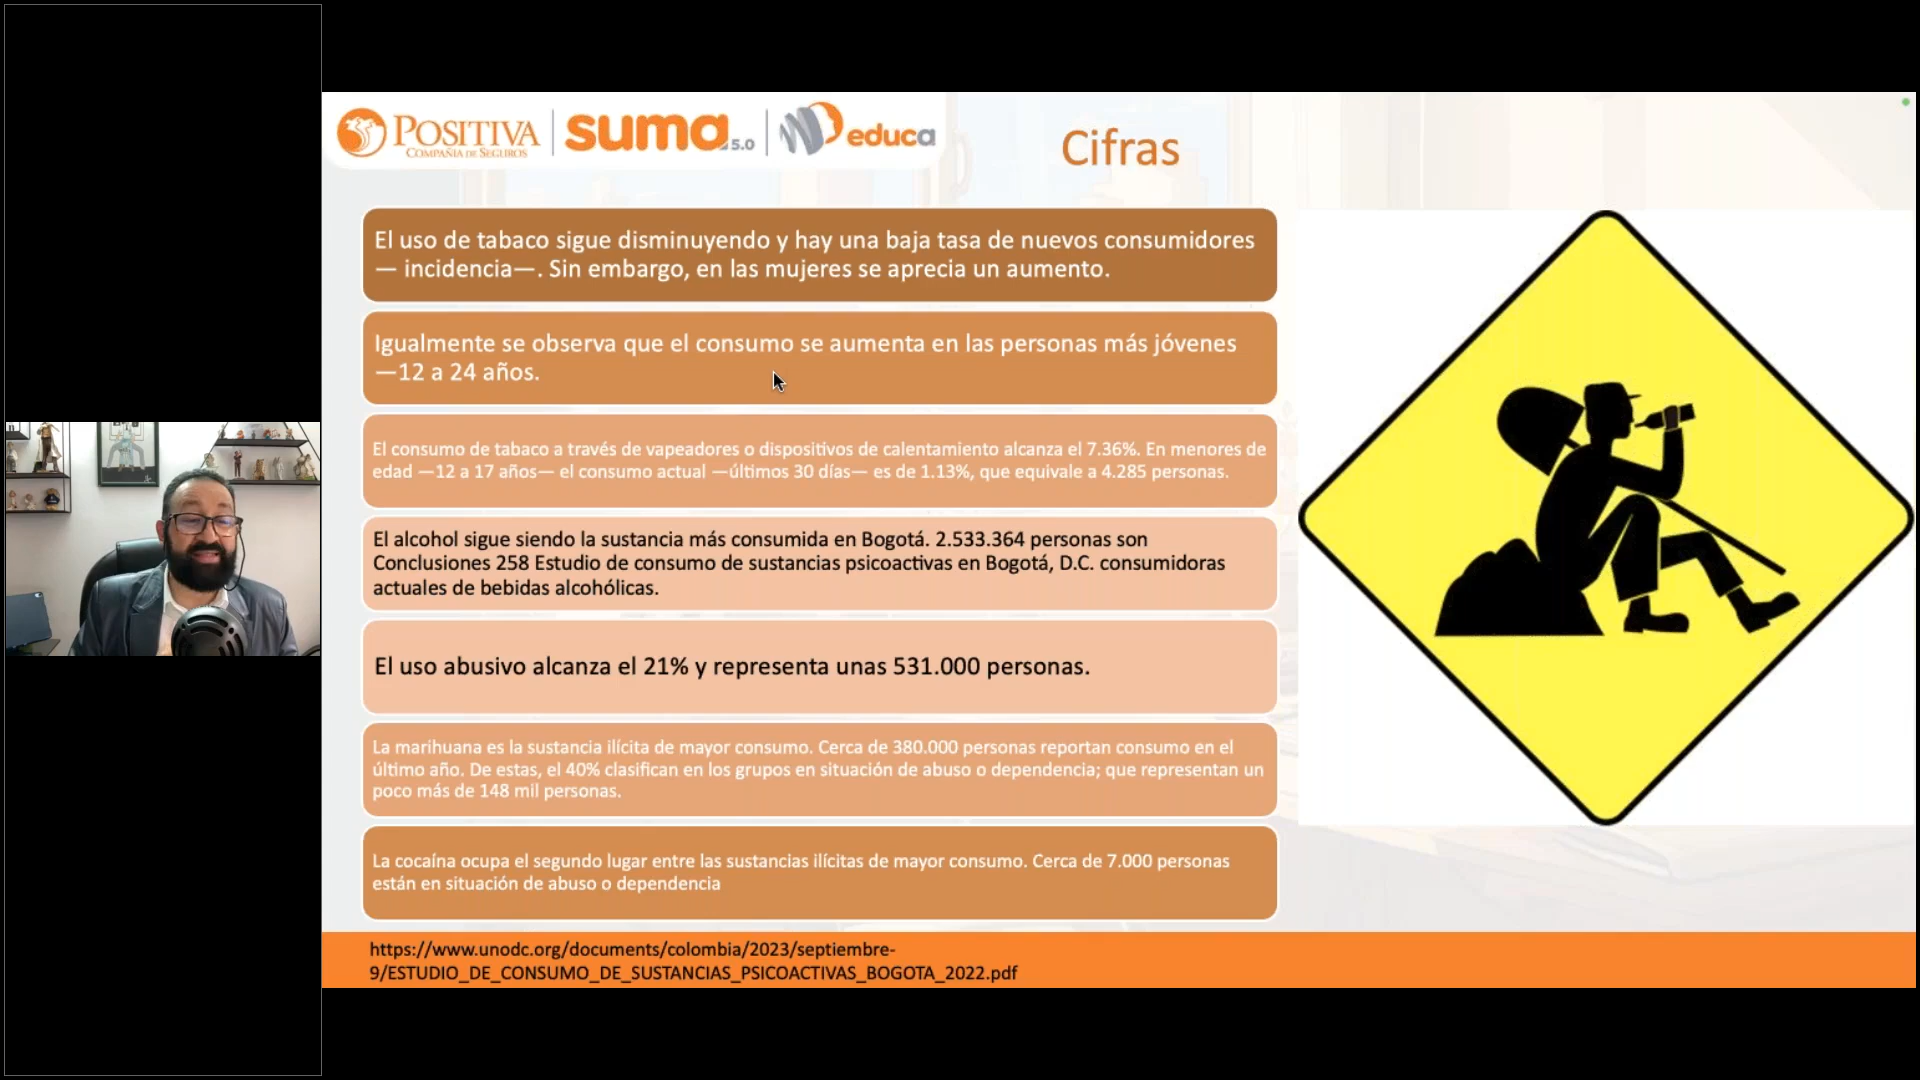 POSITIVA
COMPAÑIA DE SEGUROS
suma 5.0
educa
Cifras
El uso de tabaco sigue disminuyendo y hay una baja tasa de nuevos consumidores
— incidencia—. Sin embargo, en las mujeres se aprecia un aumento.
Igualmente se observa que el consumo se aumenta en las personas más jóvenes
—12 a 24 años.
El consumo de tabaco a través de vapeadores o dispositivos de calentamiento alcanza el 7.36%. En menores de
edad —12 a 17 años— el consumo actual —últimos 30 días— es de 1.13%, que equivale a 4.285 personas.
El alcohol sigue siendo la sustancia más consumida en Bogotá. 2.533.364 personas son
Conclusiones 258 Estudio de consumo de sustancias psicoactivas en Bogotá, D.C. consumidoras
actuales de bebidas alcohólicas.
El uso abusivo alcanza el 21% y representa unas 531.000 personas.
La marihuana es la sustancia ilícita de mayor consumo. Cerca de 380.000 personas reportan consumo en el
último año. De estas, el 40% clasifican en los grupos en situación de abuso o dependencia; que representan un
poco más de 148 mil personas.
La cocaína ocupa el segundo lugar entre las sustancias ilícitas de mayor consumo. Cerca de 7.000 personas
están en situación de abuso o dependencia
https://www.unodc.org/documents/colombia/2023/septiembre-
9/ESTUDIO_DE_CONSUMO_DE_SUSTANCIAS_PSICOACTIVAS_BOGOTA_2022.pdf